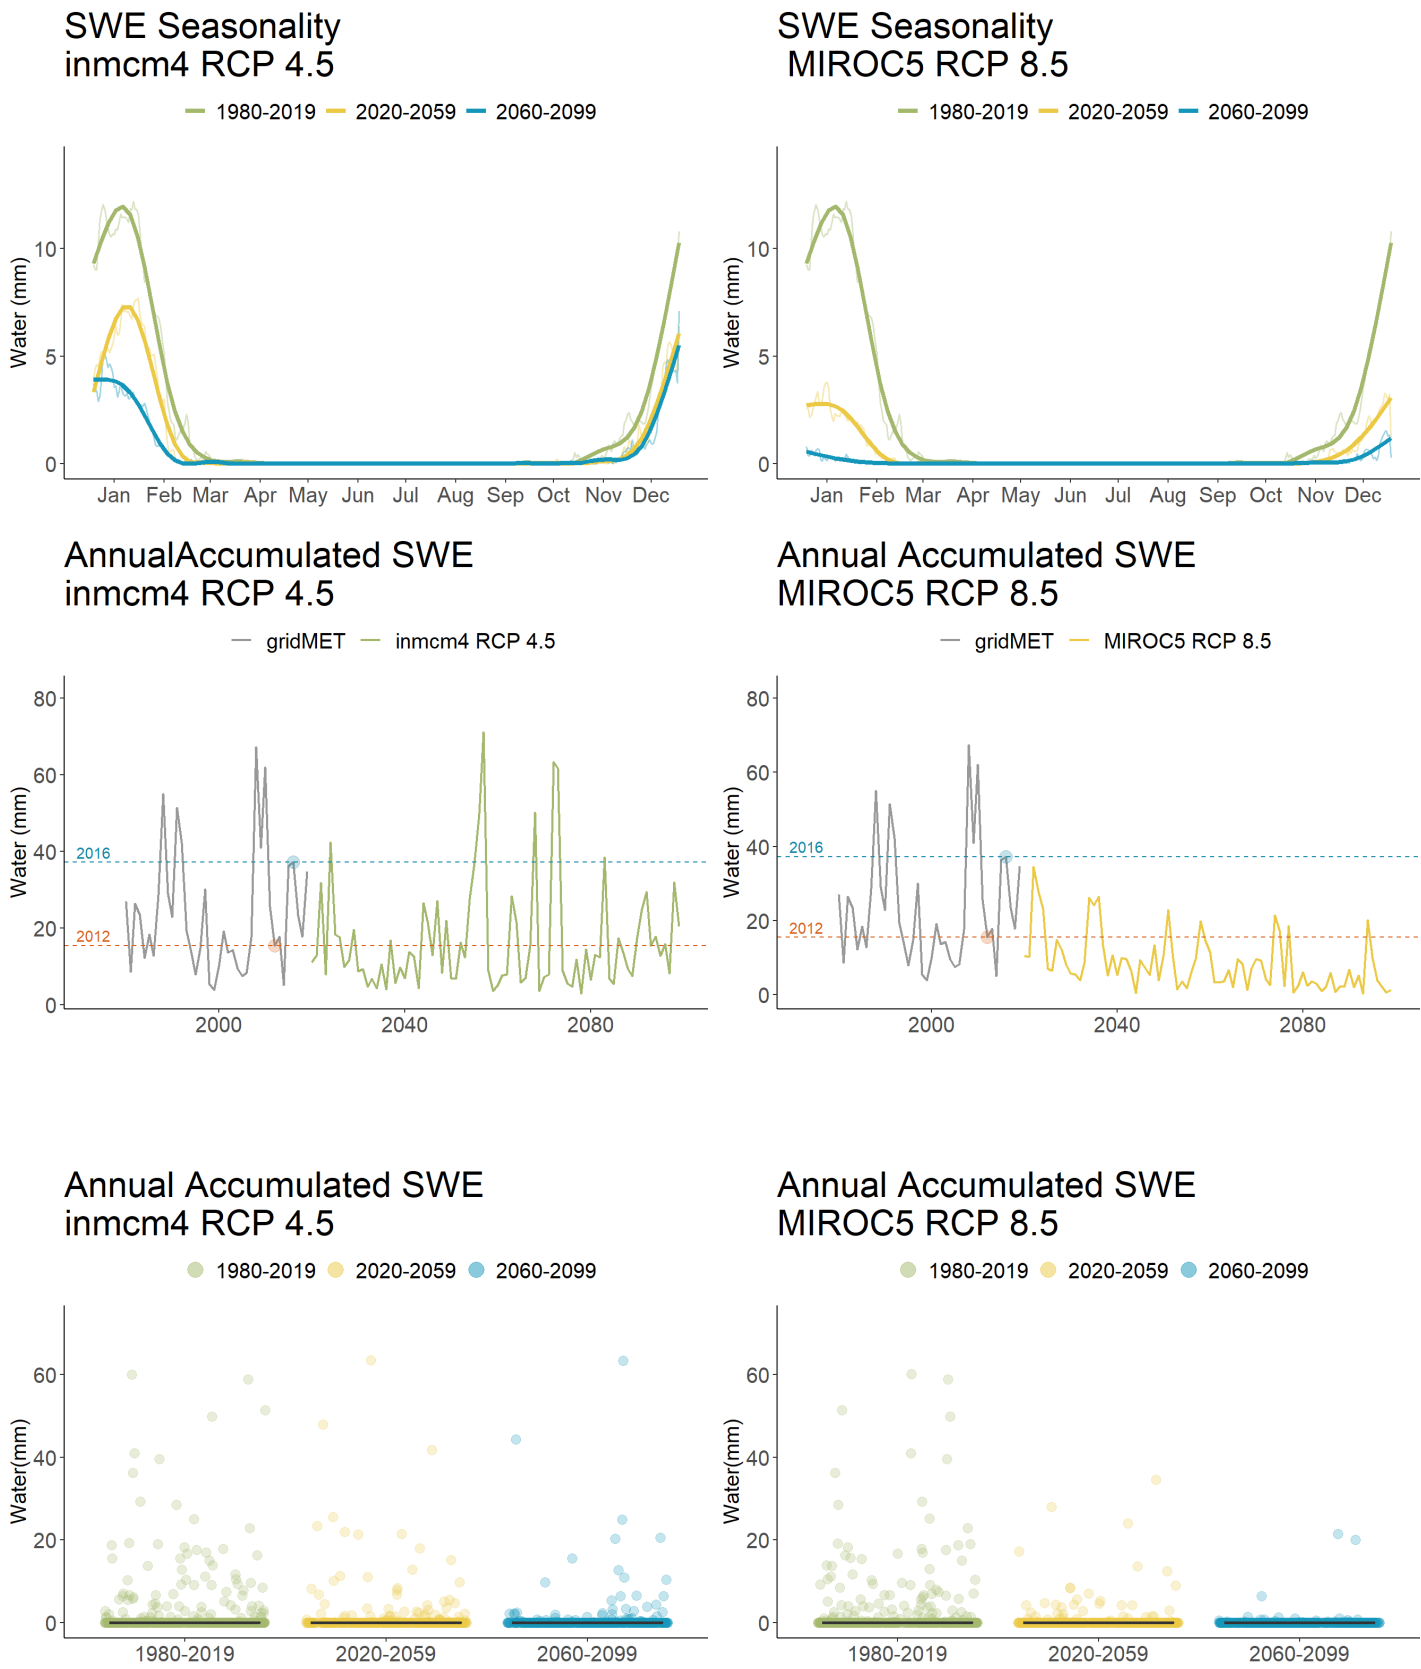 SWE Seasonality
inmcm4 RCP 4.5
1980-2019 2020-2059 2060-2099
Water (mm)
10
5
0
Jan Feb Mar Apr May Jun Jul Aug Sep Oct Nov Dec
SWE Seasonality
MIROC5 RCP 8.5
1980-2019 2020-2059 2060-2099
Water (mm)
10
5
0
Jan Feb Mar Apr May Jun Jul Aug Sep Oct Nov Dec
AnnualAccumulated SWE
inmcm4 RCP 4.5
gridMET inmcm4 RCP 4.5
Water (mm)
80
60
40
2016
20
2012
0
2000 2040 2080
Annual Accumulated SWE
MIROC5 RCP 8.5
gridMET MIROC5 RCP 8.5
Water (mm)
80
60
40
2016
20
2012
0
2000 2040 2080
Annual Accumulated SWE
inmcm4 RCP 4.5
1980-2019 2020-2059 2060-2099
Water(mm)
60
40
20
0
1980-2019 2020-2059 2060-2099
Annual Accumulated SWE
MIROC5 RCP 8.5
1980-2019 2020-2059 2060-2099
Water(mm)
60
40
20
0
1980-2019 2020-2059 2060-2099